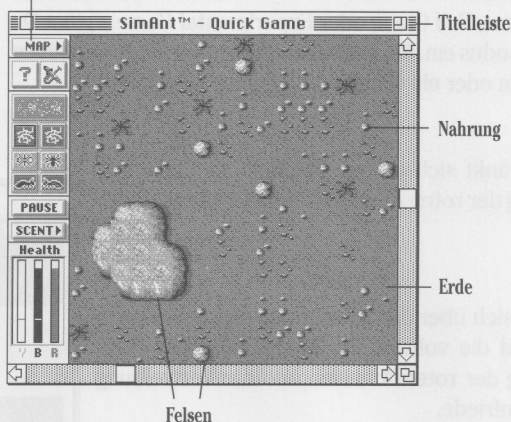 SimAnt™ - Quick Game
Titelleiste
MAP
?
Nahrung
PAUSE
SCENT
Health
Y B R
Erde
Felsen